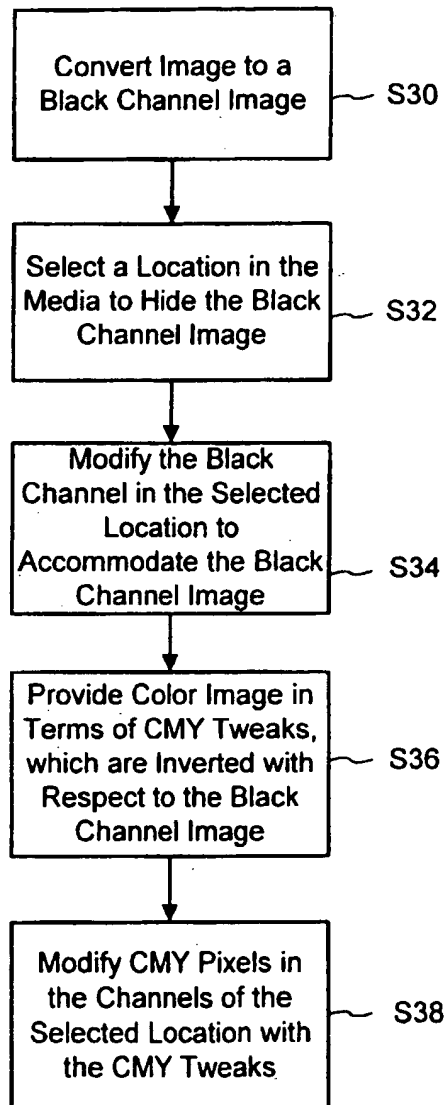 Convert Image to a
Black Channel Image
S30
Select a Location in the
Media to Hide the Black
Channel Image
S32
Modify the Black
Channel in the Selected
Location to
Accommodate the Black
Channel Image
S34
Provide Color Image in
Terms of CMY Tweaks,
which are Inverted with
Respect to the Black
Channel Image
S36
Modify CMY Pixels in
the Channels of the
Selected Location with
the CMY Tweaks
S38